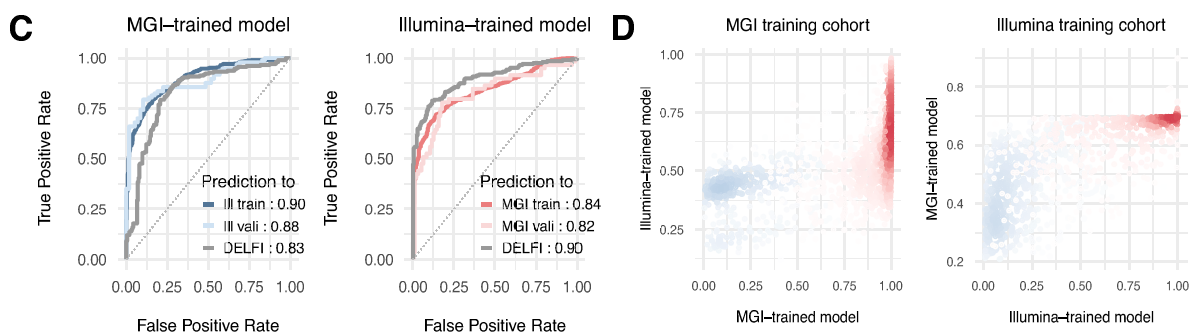 C
MGI–trained model
True Positive Rate
1.00
0.75
0.50
0.25
0.00
Prediction to
Ill train : 0.90
Ill vali : 0.88
DELFI : 0.83
0.00 0.25 0.50 0.75 1.00
False Positive Rate
Illumina–trained model
True Positive Rate
1.00
0.75
0.50
0.25
0.00
Prediction to
MGI train : 0.84
MGI vali : 0.82
DELFI : 0.90
0.00 0.25 0.50 0.75 1.00
False Positive Rate
D
MGI training cohort
Illumina–trained model
1.00
0.75
0.50
0.25
0.00 0.25 0.50 0.75 1.00
MGI–trained model
Illumina training cohort
MGI–trained model
0.8
0.6
0.4
0.2
0.00 0.25 0.50 0.75 1.00
Illumina–trained model